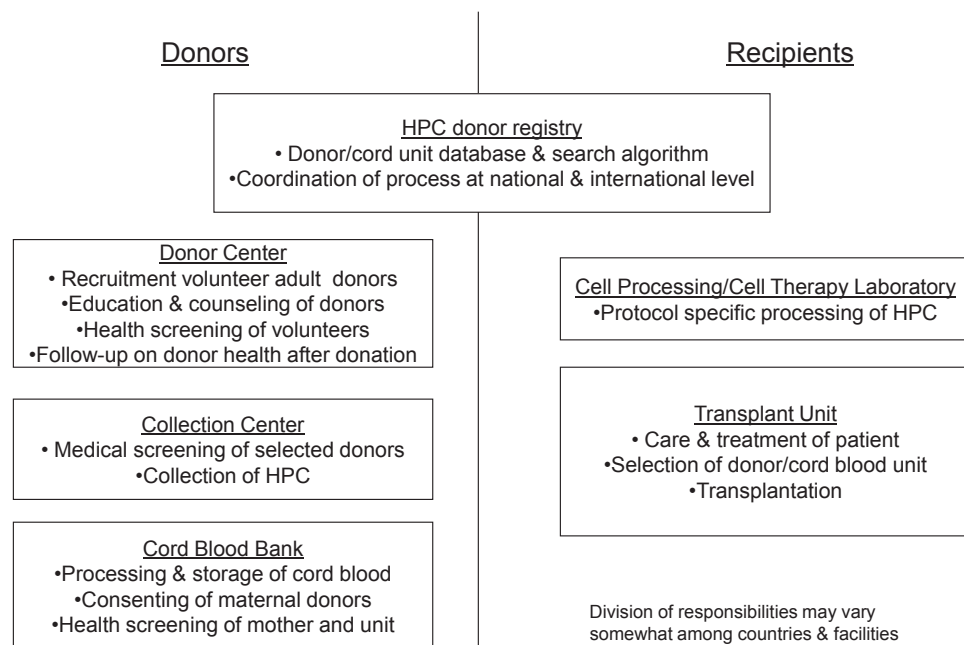 Donors
Recipients
HPC donor registry
• Donor/cord unit database & search algorithm
•Coordination of process at national & international level
Donor Center
• Recruitment volunteer adult donors
•Education & counseling of donors
•Health screening of volunteers
•Follow-up on donor health after donation
Collection Center
• Medical screening of selected donors
•Collection of HPC
Cord Blood Bank
•Processing & storage of cord blood
•Consenting of maternal donors
•Health screening of mother and unit
Cell Processing/Cell Therapy Laboratory
•Protocol specific processing of HPC
Transplant Unit
• Care & treatment of patient
•Selection of donor/cord blood unit
•Transplantation
Division of responsibilities may vary
somewhat among countries & facilities